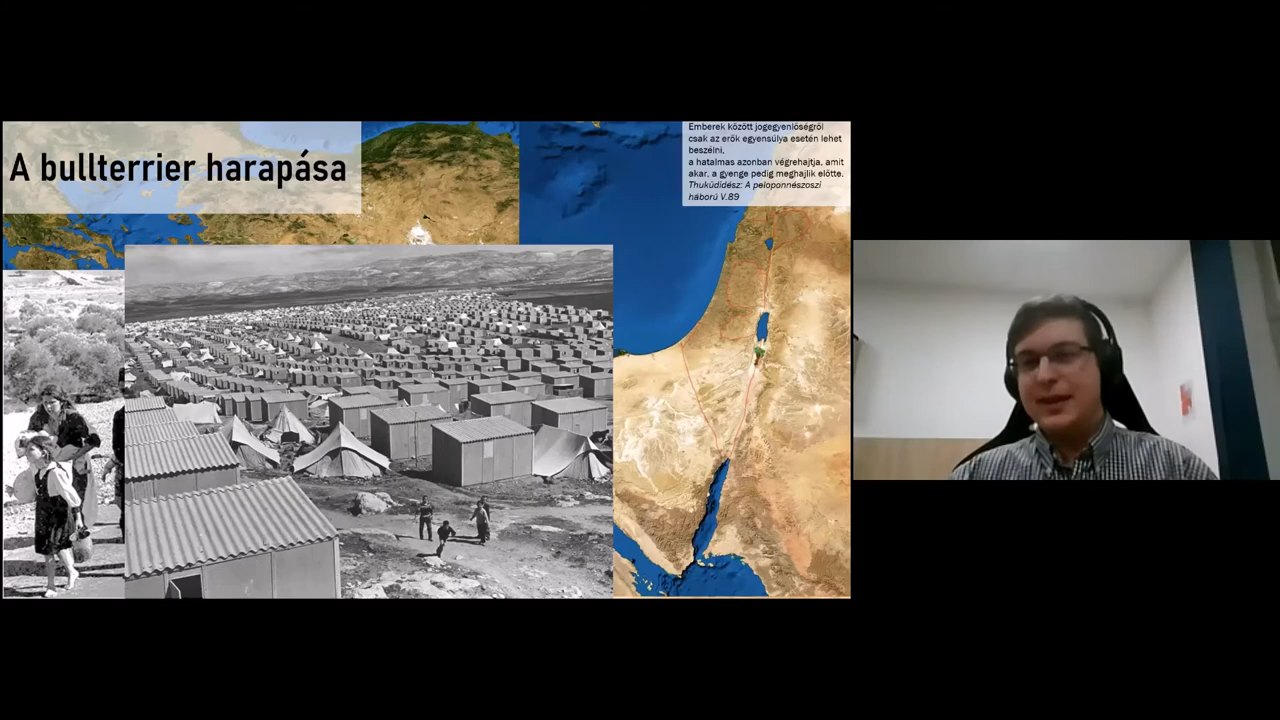 A bullterrier harapása
Emberek között jogegyenlőségről
csak az erők egyensúlya esetén lehet
beszélni,
a hatalmas azonban végrehajtja, amit
akar, a gyenge pedig meghajlik előtte.
Thuküdidész: A peloponnészoszi
háború V.89